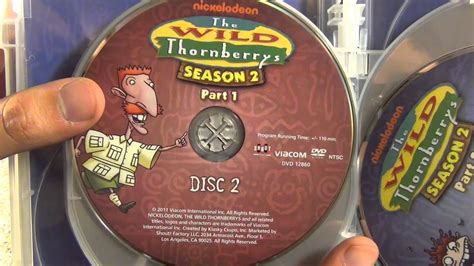 nickelodeon
The
WILD
Thornberrys
SEASON 2
Part 1
Program Running Time: +/- 110 min.
VIACOM
DVD
NTSC
DVD 12860
DISC 2
© 2011 Viacom International Inc. All Rights Reserved.
NICKELODEON, THE WILD THORNBERRYS and all related
titles, logos and characters are trademarks of Viacom
International Inc. Created by Klasky Csupo, Inc. Marketed by
Shout! Factory LLC, 2034 Armacost Ave., Floor 1,
Los Angeles, CA 90025. All Rights Reserved.
nickelodeon
The
WILD
Thornberrys
SEASON 2
Part 1